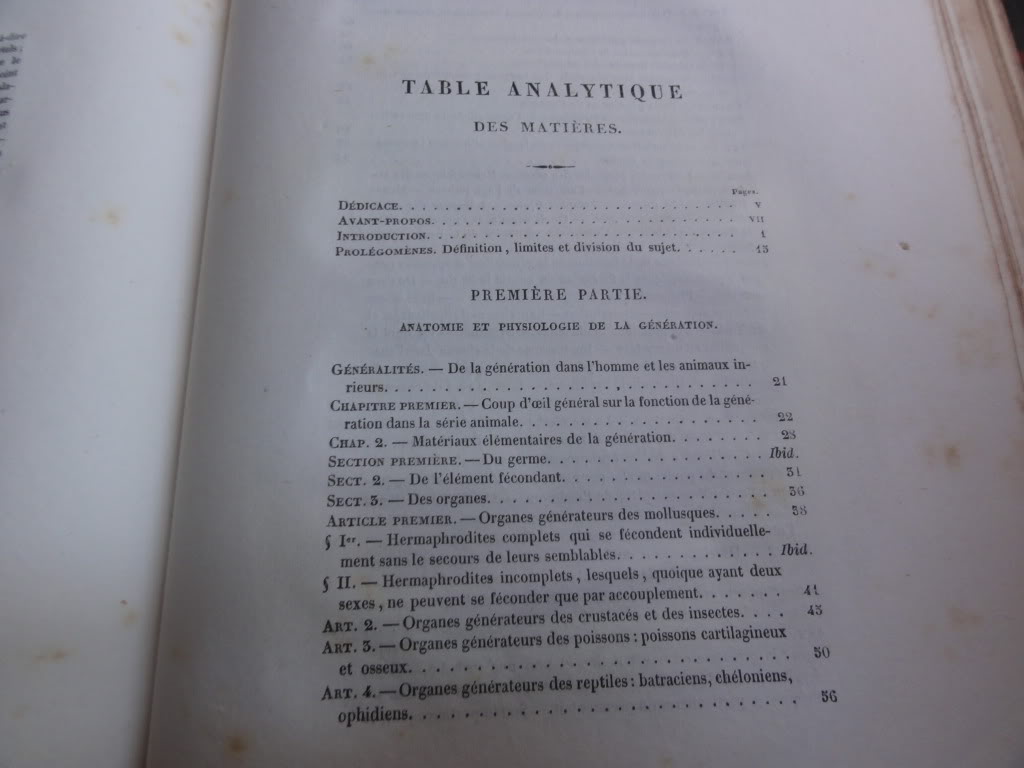 TABLE ANALYTIQUE
DES MATIÈRES.
Pages.
DÉDICACE. . . . . . . . . . . . . . . . . . . . . . . . . . . . . . . V
AVANT-PROPOS. . . . . . . . . . . . . . . . . . . . . . . . . . . . VII
INTRODUCTION. . . . . . . . . . . . . . . . . . . . . . . . . . . . 1
PROLÉGOMÈNES. Définition, limites et division du sujet. . . . . . 15
PREMIÈRE PARTIE.
ANATOMIE ET PHYSIOLOGIE DE LA GÉNÉRATION.
GÉNÉRALITÉS. — De la génération dans l'homme et les animaux in-
rieurs. . . . . . . . . . . . . . . . . . . . . . . . . . . . . 21
CHAPITRE PREMIER. — Coup d'œil général sur la fonction de la géné-
ration dans la série animale. . . . . . . . . . . . . . . . . . 22
CHAP. 2. — Matériaux élémentaires de la génération. . . . . . . . 28
SECTION PREMIÈRE. — Du germe. . . . . . . . . . . . . . . . . Ibid.
SECT. 2. — De l'élément fécondant. . . . . . . . . . . . . . . . 31
SECT. 3. — Des organes. . . . . . . . . . . . . . . . . . . . . 36
ARTICLE PREMIER. — Organes générateurs des mollusques. . . . . 38
§ Ier. — Hermaphrodites complets qui se fécondent individuelle-
ment sans le secours de leurs semblables. . . . . . . . . . . . Ibid.
§ II. — Hermaphrodites incomplets, lesquels, quoique ayant deux
sexes, ne peuvent se féconder que par accouplement. . . . . . . 41
ART. 2. — Organes générateurs des crustacés et des insectes. . . . 45
ART. 3. — Organes générateurs des poissons : poissons cartilagineux
et osseux. . . . . . . . . . . . . . . . . . . . . . . . . . . 50
ART. 4. — Organes générateurs des reptiles : batraciens, chéloniens,
ophidiens. . . . . . . . . . . . . . . . . . . . . . . . . . . 56